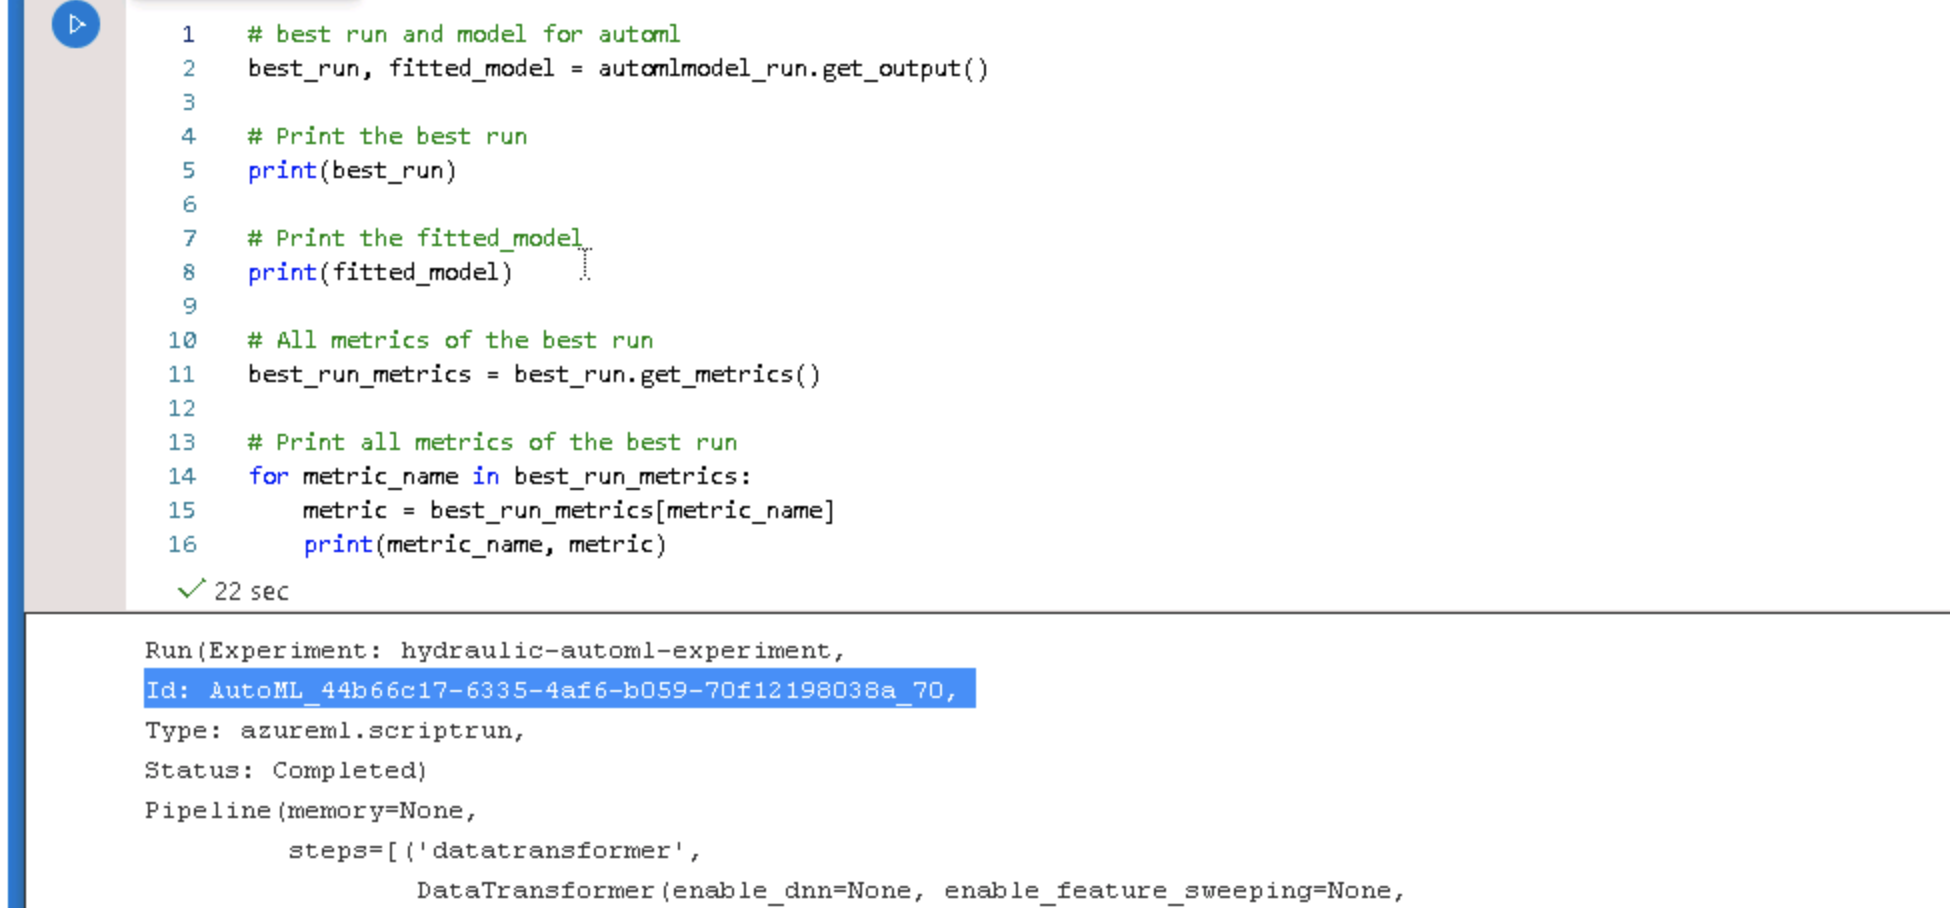 1 # best run and model for automl
2 best_run, fitted_model = automlmodel_run.get_output()
3
4 # Print the best run
5 print(best_run)
6
7 # Print the fitted_model
8 print(fitted_model)
9
10 # All metrics of the best run
11 best_run_metrics = best_run.get_metrics()
12
13 # Print all metrics of the best run
14 for metric_name in best_run_metrics:
15     metric = best_run_metrics[metric_name]
16     print(metric_name, metric)
22 sec
Run(Experiment: hydraulic-automl-experiment,
Id: AutoML_44b66c17-6335-4af6-b059-70f12198038a_70,
Type: azureml.scriptrun,
Status: Completed)
Pipeline(memory=None,
         steps=[('datatransformer',
                 DataTransformer(enable_dnn=None, enable_feature_sweeping=None,